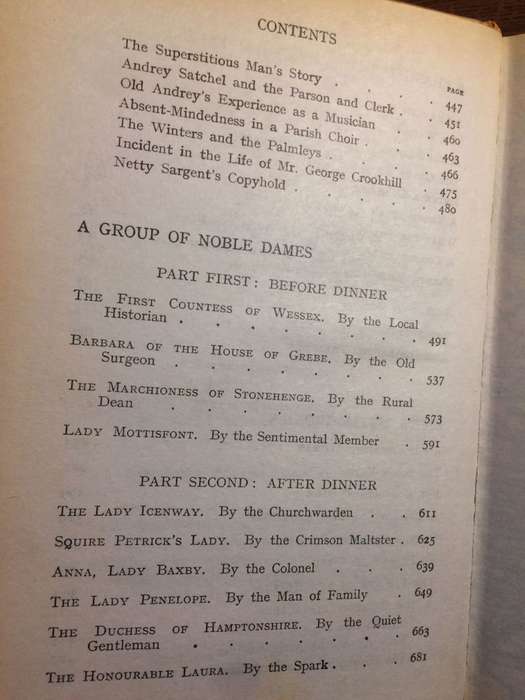 CONTENTS
PAGE
The Superstitious Man's Story . . . . 447
Andrey Satchel and the Parson and Clerk . . 451
Old Andrey's Experience as a Musician . . 460
Absent-Mindedness in a Parish Choir . . . 463
The Winters and the Palmleys . . . . 466
Incident in the Life of Mr. George Crookhill . 475
Netty Sargent's Copyhold . . . . . 480
A GROUP OF NOBLE DAMES
PART FIRST: BEFORE DINNER
The First Countess of Wessex. By the Local
Historian . . . . . . . . 491
Barbara of the House of Grebe. By the Old
Surgeon . . . . . . . . 537
The Marchioness of Stonehenge. By the Rural
Dean . . . . . . . . 573
Lady Mottisfont. By the Sentimental Member . 591
PART SECOND: AFTER DINNER
The Lady Icenway. By the Churchwarden . . 611
Squire Petrick's Lady. By the Crimson Maltster . 625
Anna, Lady Baxby. By the Colonel . . . 639
The Lady Penelope. By the Man of Family . 649
The Duchess of Hamptonshire. By the Quiet
Gentleman . . . . . . . 663
The Honourable Laura. By the Spark . . . 681